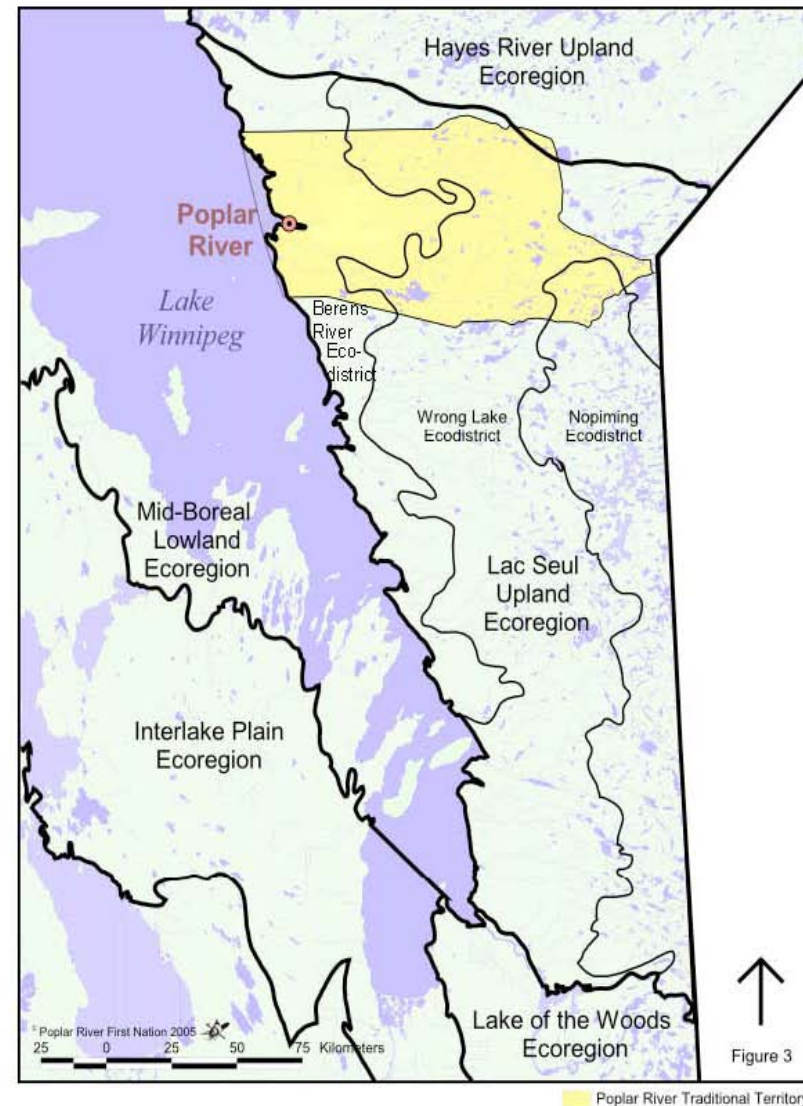 Hayes River Upland
Ecoregion
Poplar
River
Lake
Winnipeg
Berens
River
Eco-
district
Wrong Lake
Ecodistrict
Nopiming
Ecodistrict
Mid-Boreal
Lowland
Ecoregion
Lac Seul
Upland
Ecoregion
Interlake Plain
Ecoregion
© Poplar River First Nation 2005
25 0 25 50 75 Kilometers
Lake of the Woods
Ecoregion
Figure 3
Poplar River Traditional Territory